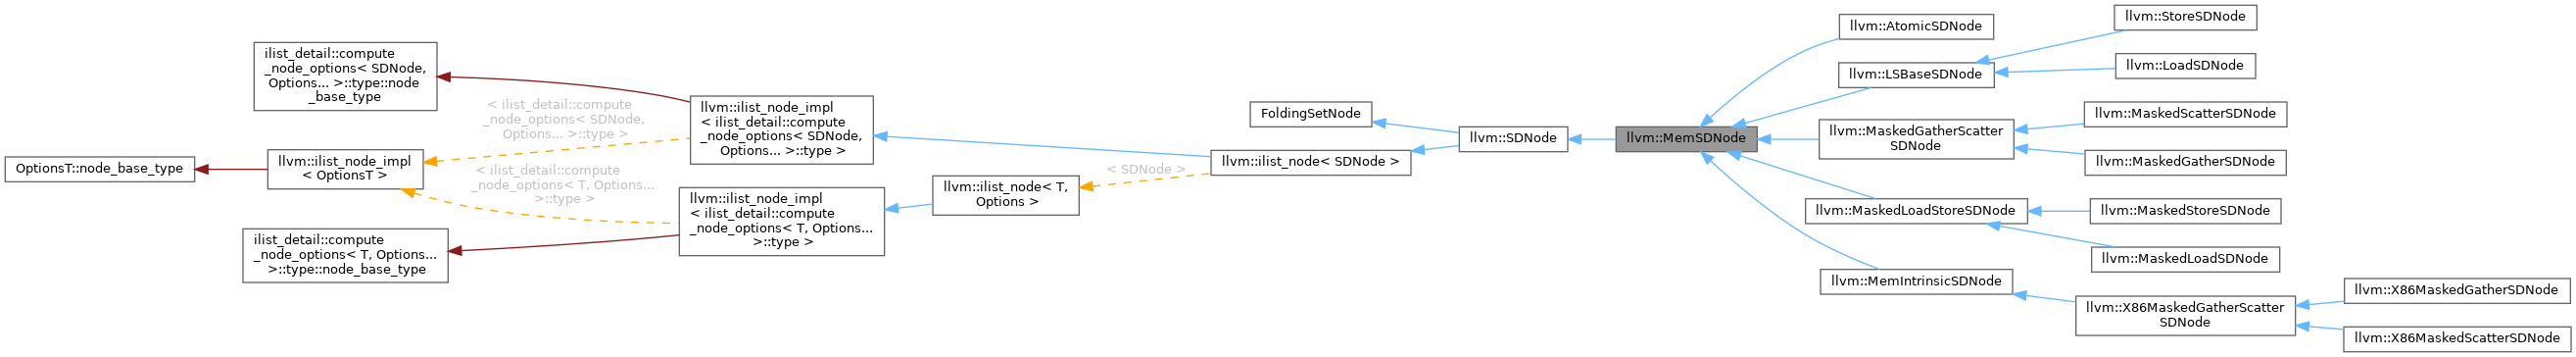 OptionsT::node_base_type
ilist_detail::compute
_node_options< SDNode,
Options... >::type::node
_base_type
llvm::ilist_node_impl
< OptionsT >
ilist_detail::compute
_node_options< T, Options...
>::type::node_base_type
< ilist_detail::compute
_node_options< SDNode,
Options... >::type >
< ilist_detail::compute
_node_options< T, Options...
>::type >
llvm::ilist_node_impl
< ilist_detail::compute
_node_options< SDNode,
Options... >::type >
llvm::ilist_node_impl
< ilist_detail::compute
_node_options< T, Options...
>::type >
llvm::ilist_node< T,
Options >
< SDNode >
FoldingSetNode
llvm::ilist_node< SDNode >
llvm::SDNode
llvm::MemSDNode
llvm::AtomicSDNode
llvm::LSBaseSDNode
llvm::MaskedGatherScatter
SDNode
llvm::MaskedLoadStoreSDNode
llvm::MemIntrinsicSDNode
llvm::StoreSDNode
llvm::LoadSDNode
llvm::MaskedScatterSDNode
llvm::MaskedGatherSDNode
llvm::MaskedStoreSDNode
llvm::MaskedLoadSDNode
llvm::X86MaskedGatherScatter
SDNode
llvm::X86MaskedGatherSDNode
llvm::X86MaskedScatterSDNode